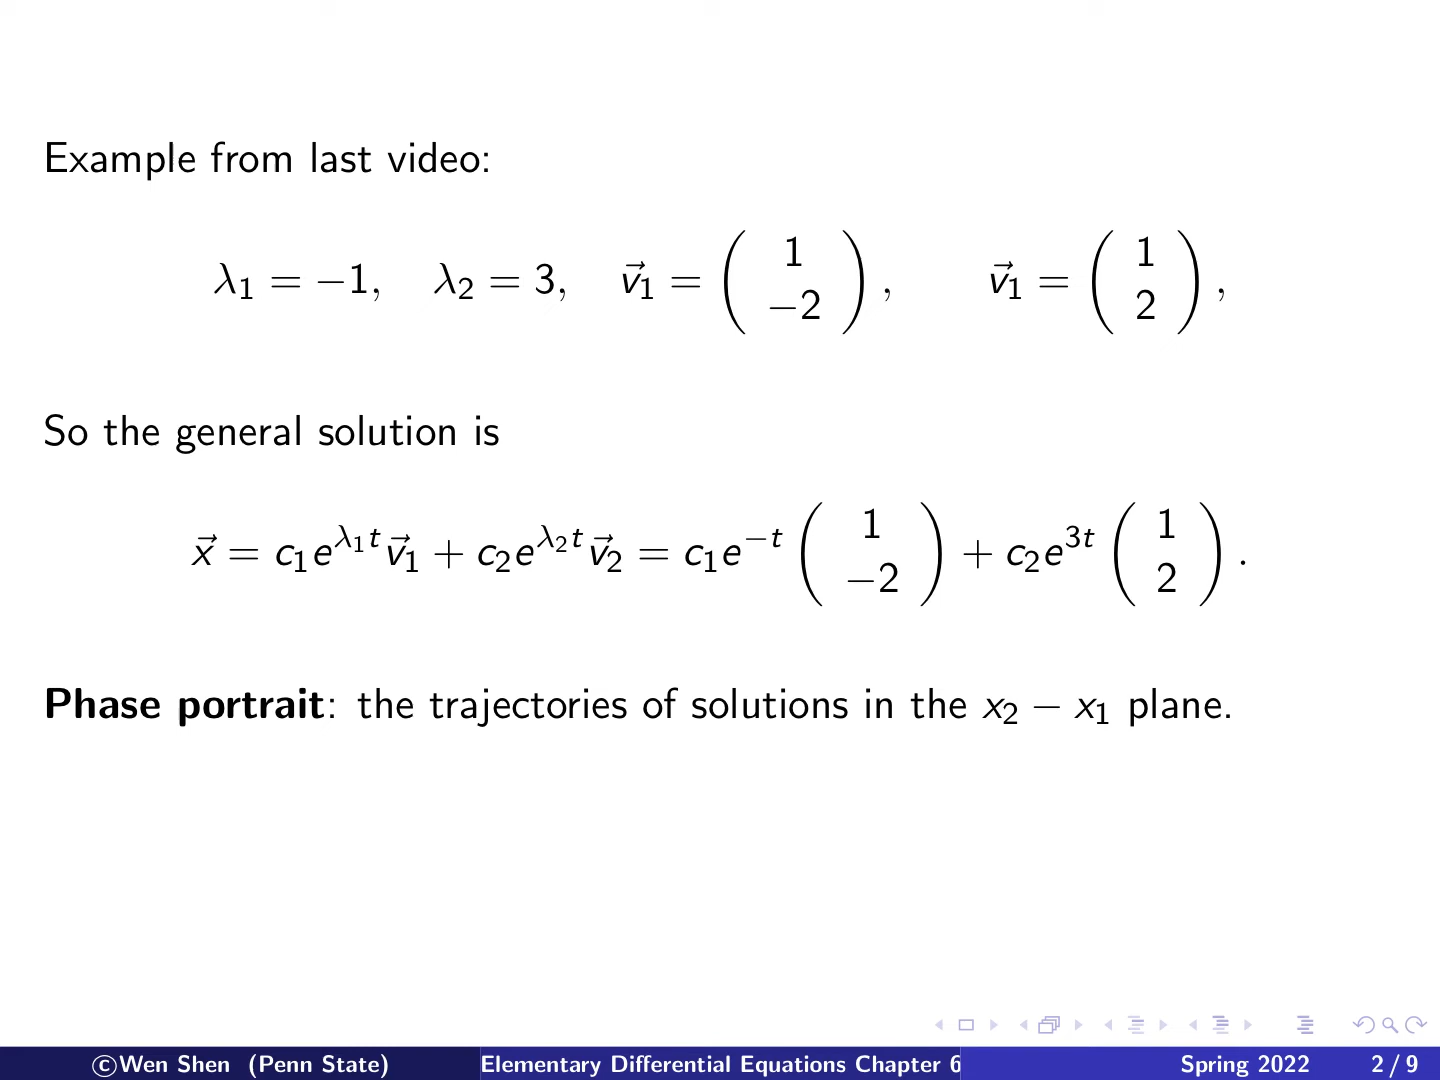 Example from last video:
λ₁ = −1, λ₂ = 3, v⃗₁ = ( 1 −2 ), v⃗₁ = ( 1 2 ),
So the general solution is
x⃗ = c₁e^{λ₁t}v⃗₁ + c₂e^{λ₂t}v⃗₂ = c₁e^{−t} ( 1 −2 ) + c₂e^{3t} ( 1 2 ).
Phase portrait: the trajectories of solutions in the x₂ − x₁ plane.
©Wen Shen (Penn State) Elementary Differential Equations Chapter 6 Spring 2022 2 / 9